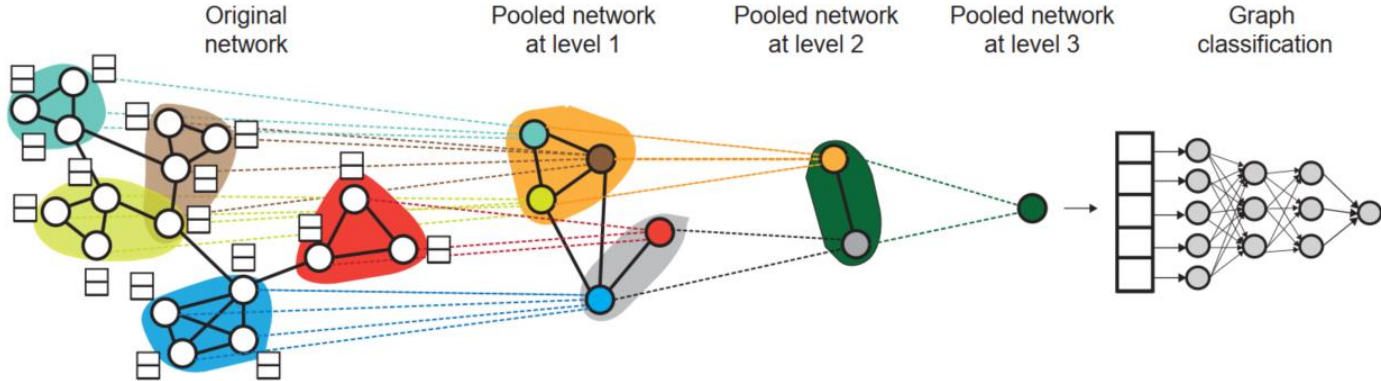 Original
network
Pooled network
at level 1
Pooled network
at level 2
Pooled network
at level 3
Graph
classification